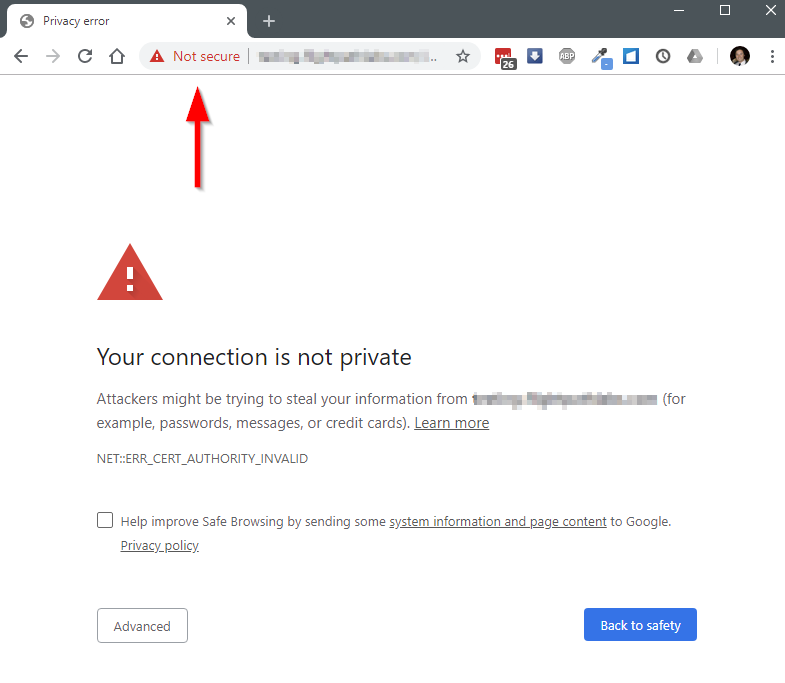 Privacy error
Not secure
26
ABP
Your connection is not private
Attackers might be trying to steal your information from (for
example, passwords, messages, or credit cards). Learn more
NET::ERR_CERT_AUTHORITY_INVALID
Help improve Safe Browsing by sending some system information and page content to Google.
Privacy policy
Advanced
Back to safety